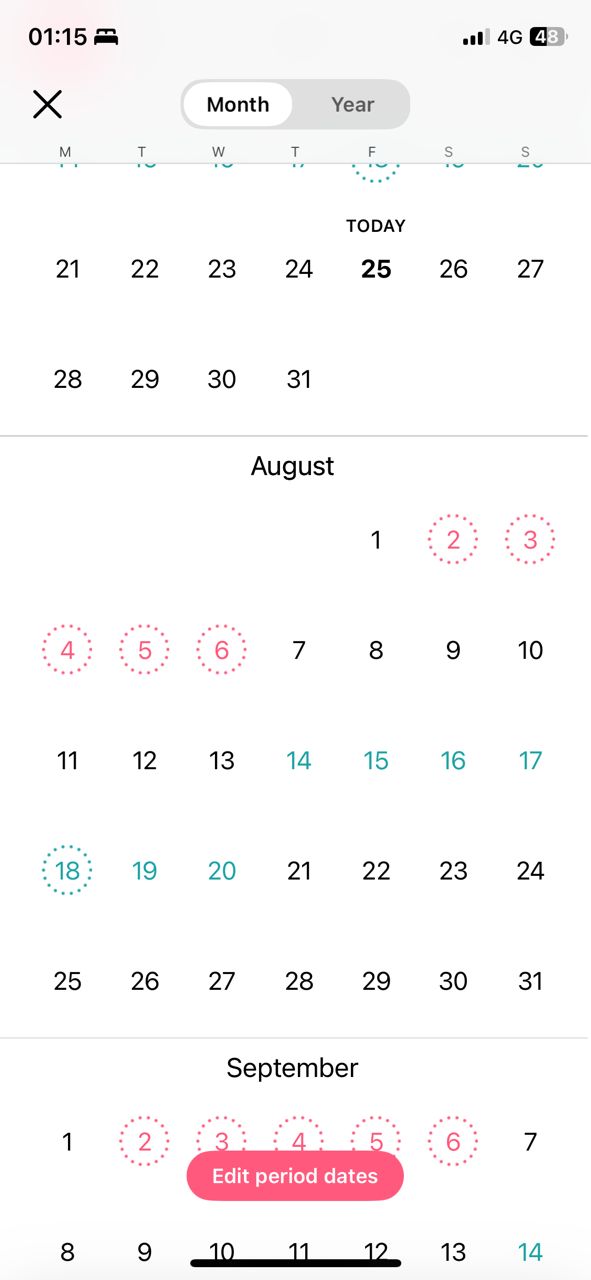 01:15 4G 48
Month Year
M T W T F S S
TODAY
21 22 23 24 25 26 27
28 29 30 31
August
1 2 3
4 5 6 7 8 9 10
11 12 13 14 15 16 17
18 19 20 21 22 23 24
25 26 27 28 29 30 31
September
1 2 3 4 5 6 7
Edit period dates
8 9 10 11 12 13 14